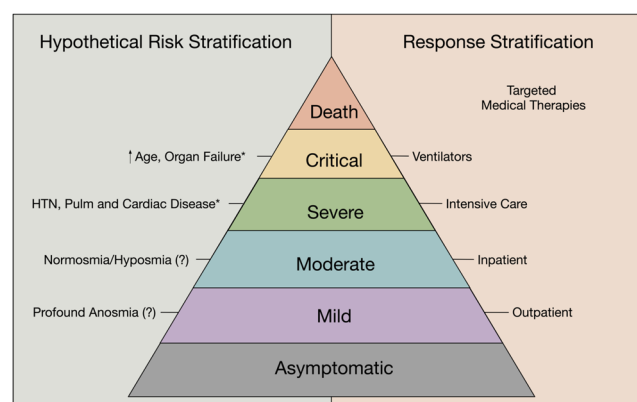 Hypothetical Risk Stratification
Response Stratification
Targeted
Medical Therapies
Death
↑ Age, Organ Failure*
Critical
Ventilators
HTN, Pulm and Cardiac Disease*
Severe
Intensive Care
Normosmia/Hyposmia (?)
Moderate
Inpatient
Profound Anosmia (?)
Mild
Outpatient
Asymptomatic